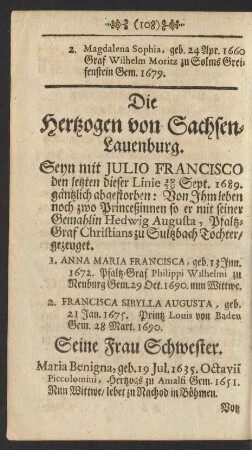 (108)
2. Magdalena Sophia, geb. 24 Apr. 1660
Graf Wilhelm Moritz zu Solms Grei-
fenstein Gem. 1679.
Die
Hertzogen von Sachsen-
Lauenburg.
Seyn mit JULIO FRANCISCO
den letzten dieser Linie Sept. 1689.
gäntzlich abgestorben: Von Ihm leben
noch zwo Princeßinnen so er mit seiner
Gemahlin Hedwig Augusta, Pfaltz-
Graf Christians zu Sultzbach Tochter/
gezeuget.
1. ANNA MARIA FRANCISCA, geb. 13 Jun.
1672. Pfaltz-Graf Philippi Wilhelmi zu
Neuburg Gem. 29 Oct. 1690. nun Wittwe.
2. FRANCISCA SIBYLLA AUGUSTA, geb.
21 Jan. 1675. Printz Louis von Baden
Gem. 28 Mart. 1690.
Seine Frau Schwester.
Maria Benigna, geb. 19 Jul. 1635. Octavii
Piccolomini, Hertzogs zu Amalfi Gem. 1651.
Nun Wittwe/ lebet zu Nachod in Böhmen.
Von